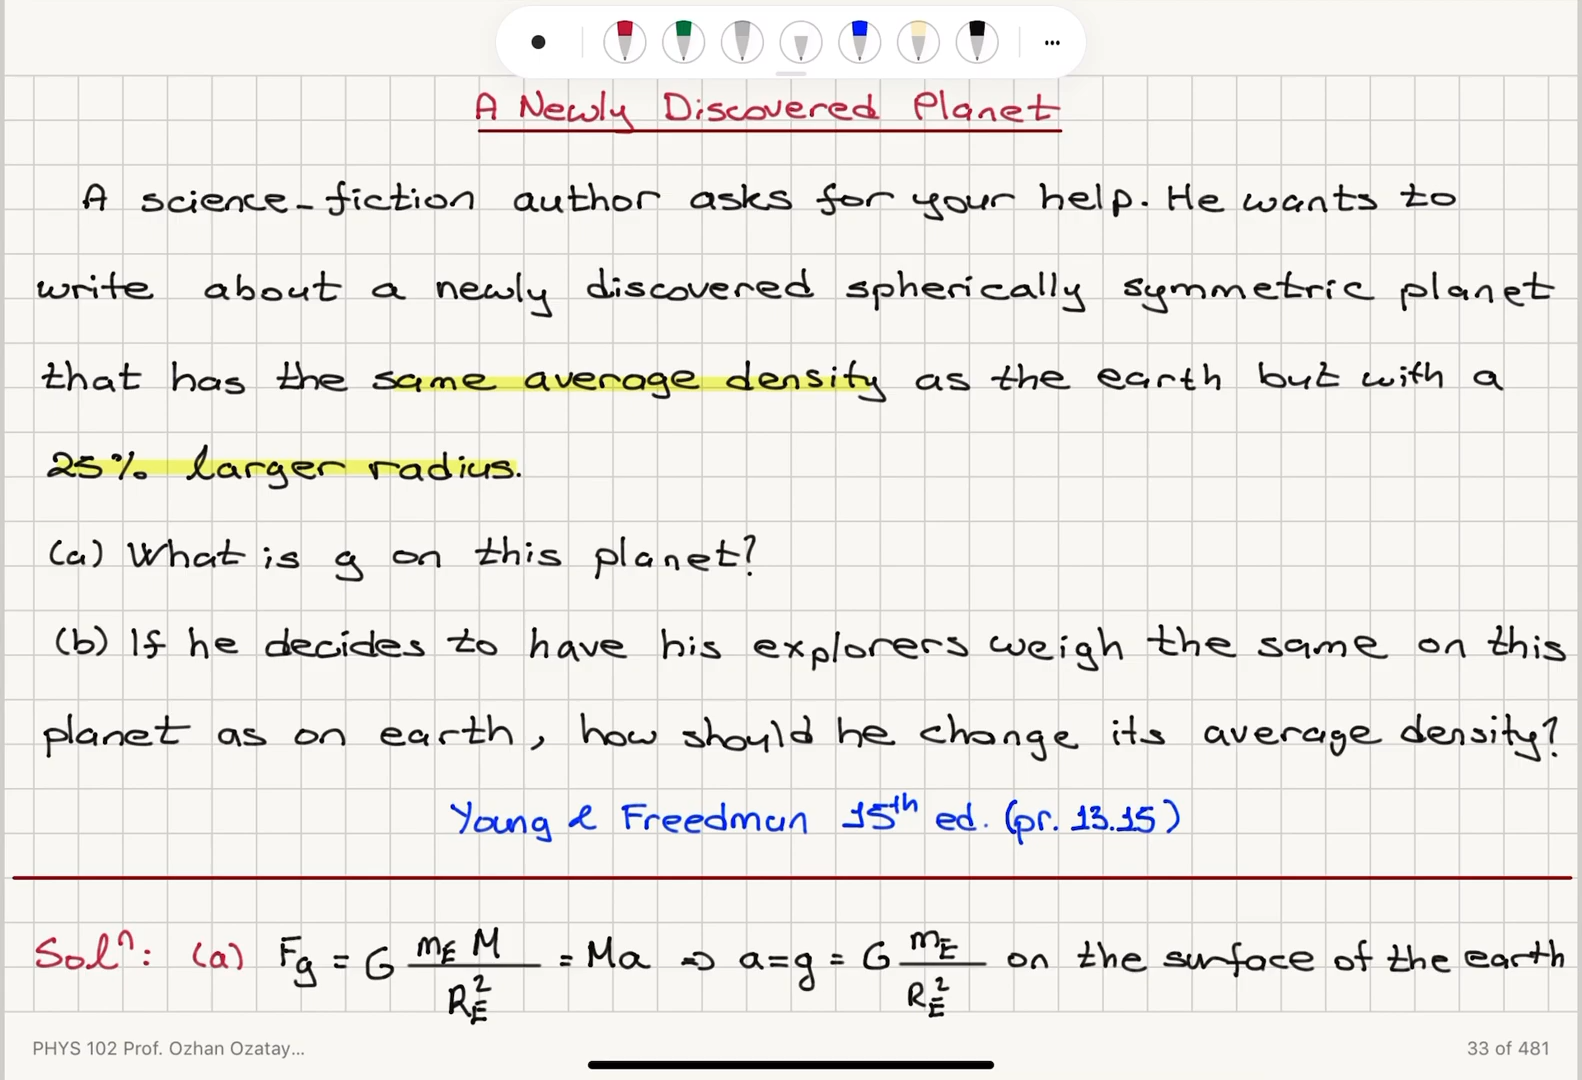 A Newly Discovered Planet
A science-fiction author asks for your help. He wants to
write about a newly discovered spherically symmetric planet
that has the same average density as the earth but with a
25% larger radius.
(a) What is g on this planet?
(b) If he decides to have his explorers weigh the same on this
planet as on earth, how should he change its average density?
Young & Freedman 15th ed. (pr. 13.15)
Solⁿ: (a) Fg = G mE M / RE² = Ma ⇒ a=g = G mE / RE² on the surface of the earth
PHYS 102 Prof. Ozhan Ozatay...
33 of 481